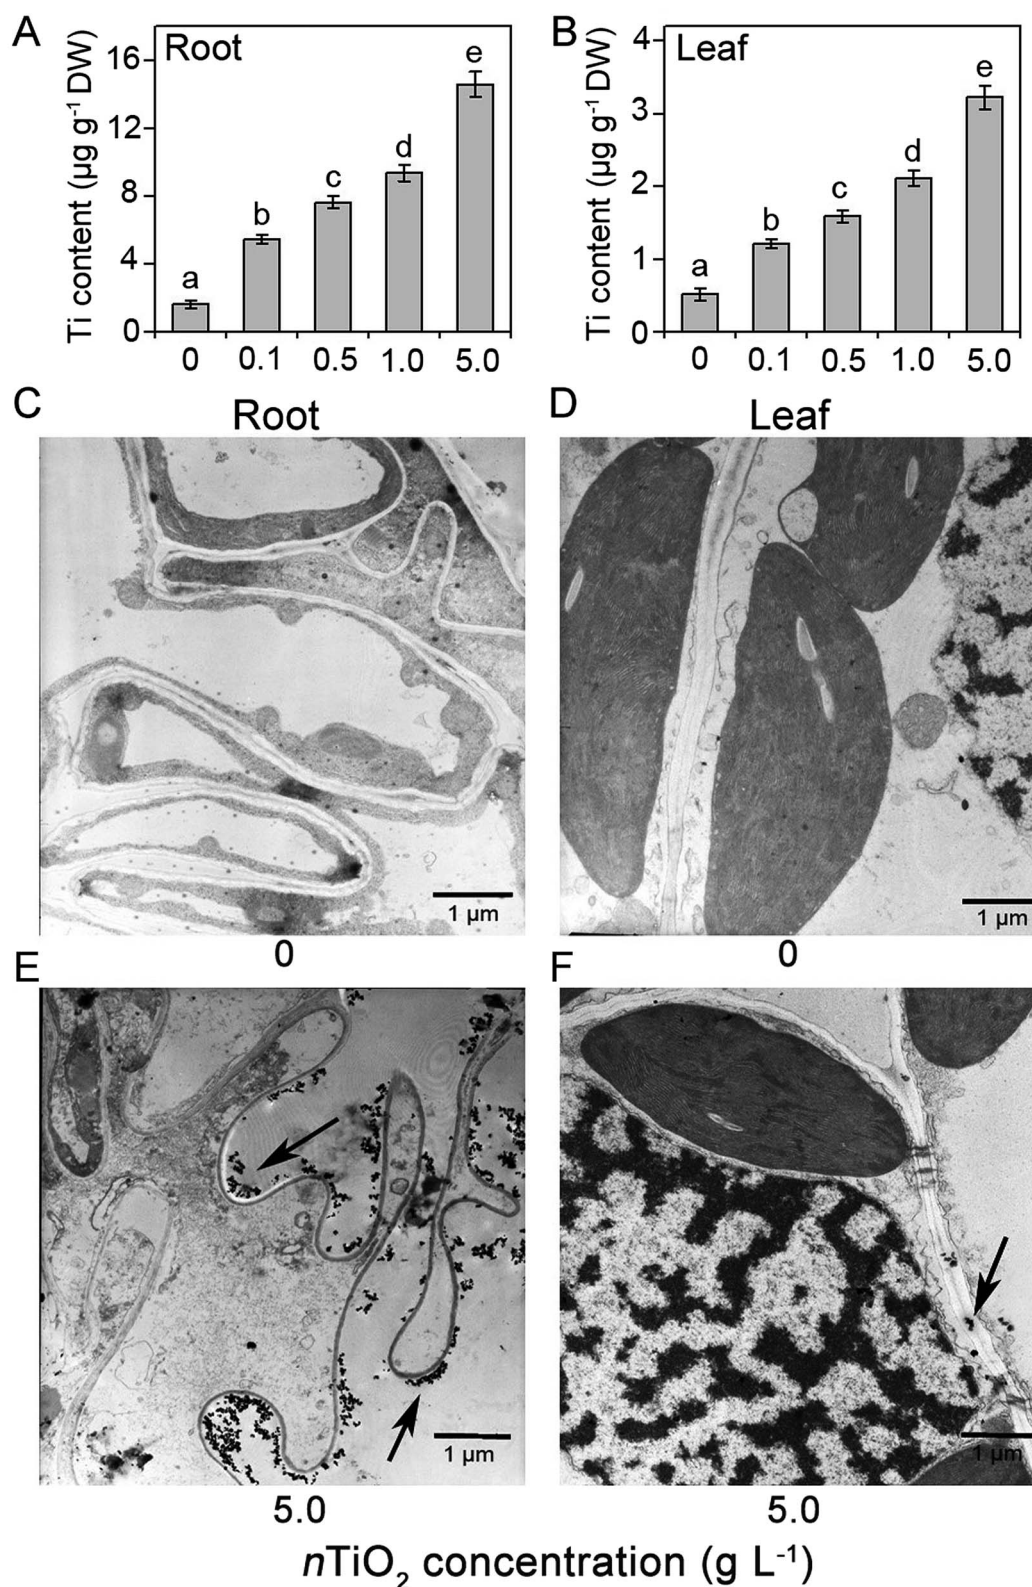 A
Root
Ti content (µg g⁻¹ DW)
16
12
8
4
0
a
b
c
d
e
0
0.1
0.5
1.0
5.0
B
Leaf
Ti content (µg g⁻¹ DW)
4
3
2
1
0
a
b
c
d
e
0
0.1
0.5
1.0
5.0
C
Root
1 µm
0
D
Leaf
1 µm
0
E
1 µm
5.0
F
1 µm
5.0
nTiO₂ concentration (g L⁻¹)